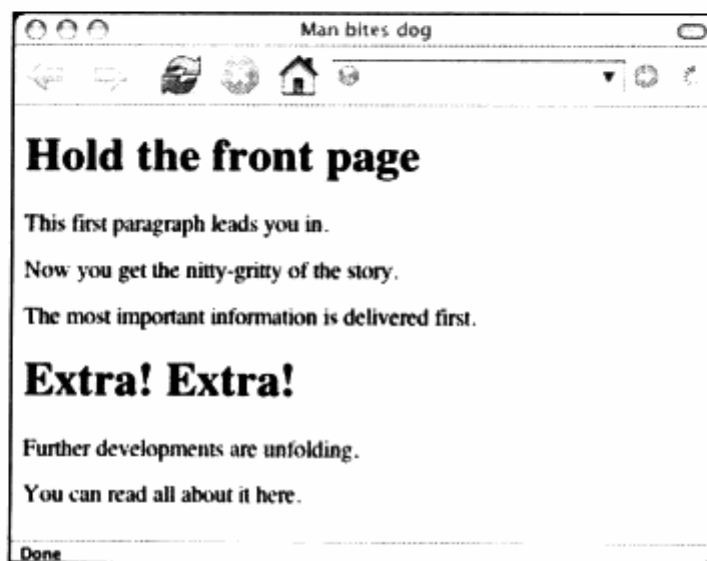 Man bites dog
Hold the front page
This first paragraph leads you in.
Now you get the nitty-gritty of the story.
The most important information is delivered first.
Extra! Extra!
Further developments are unfolding.
You can read all about it here.
Done